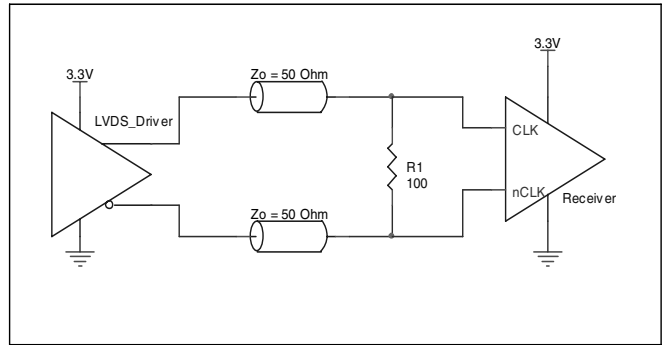 3.3V
Zo = 50 Ohm
3.3V
LVDS_Driver
CLK
R1
100
nCLK
Receiver
Zo = 50 Ohm